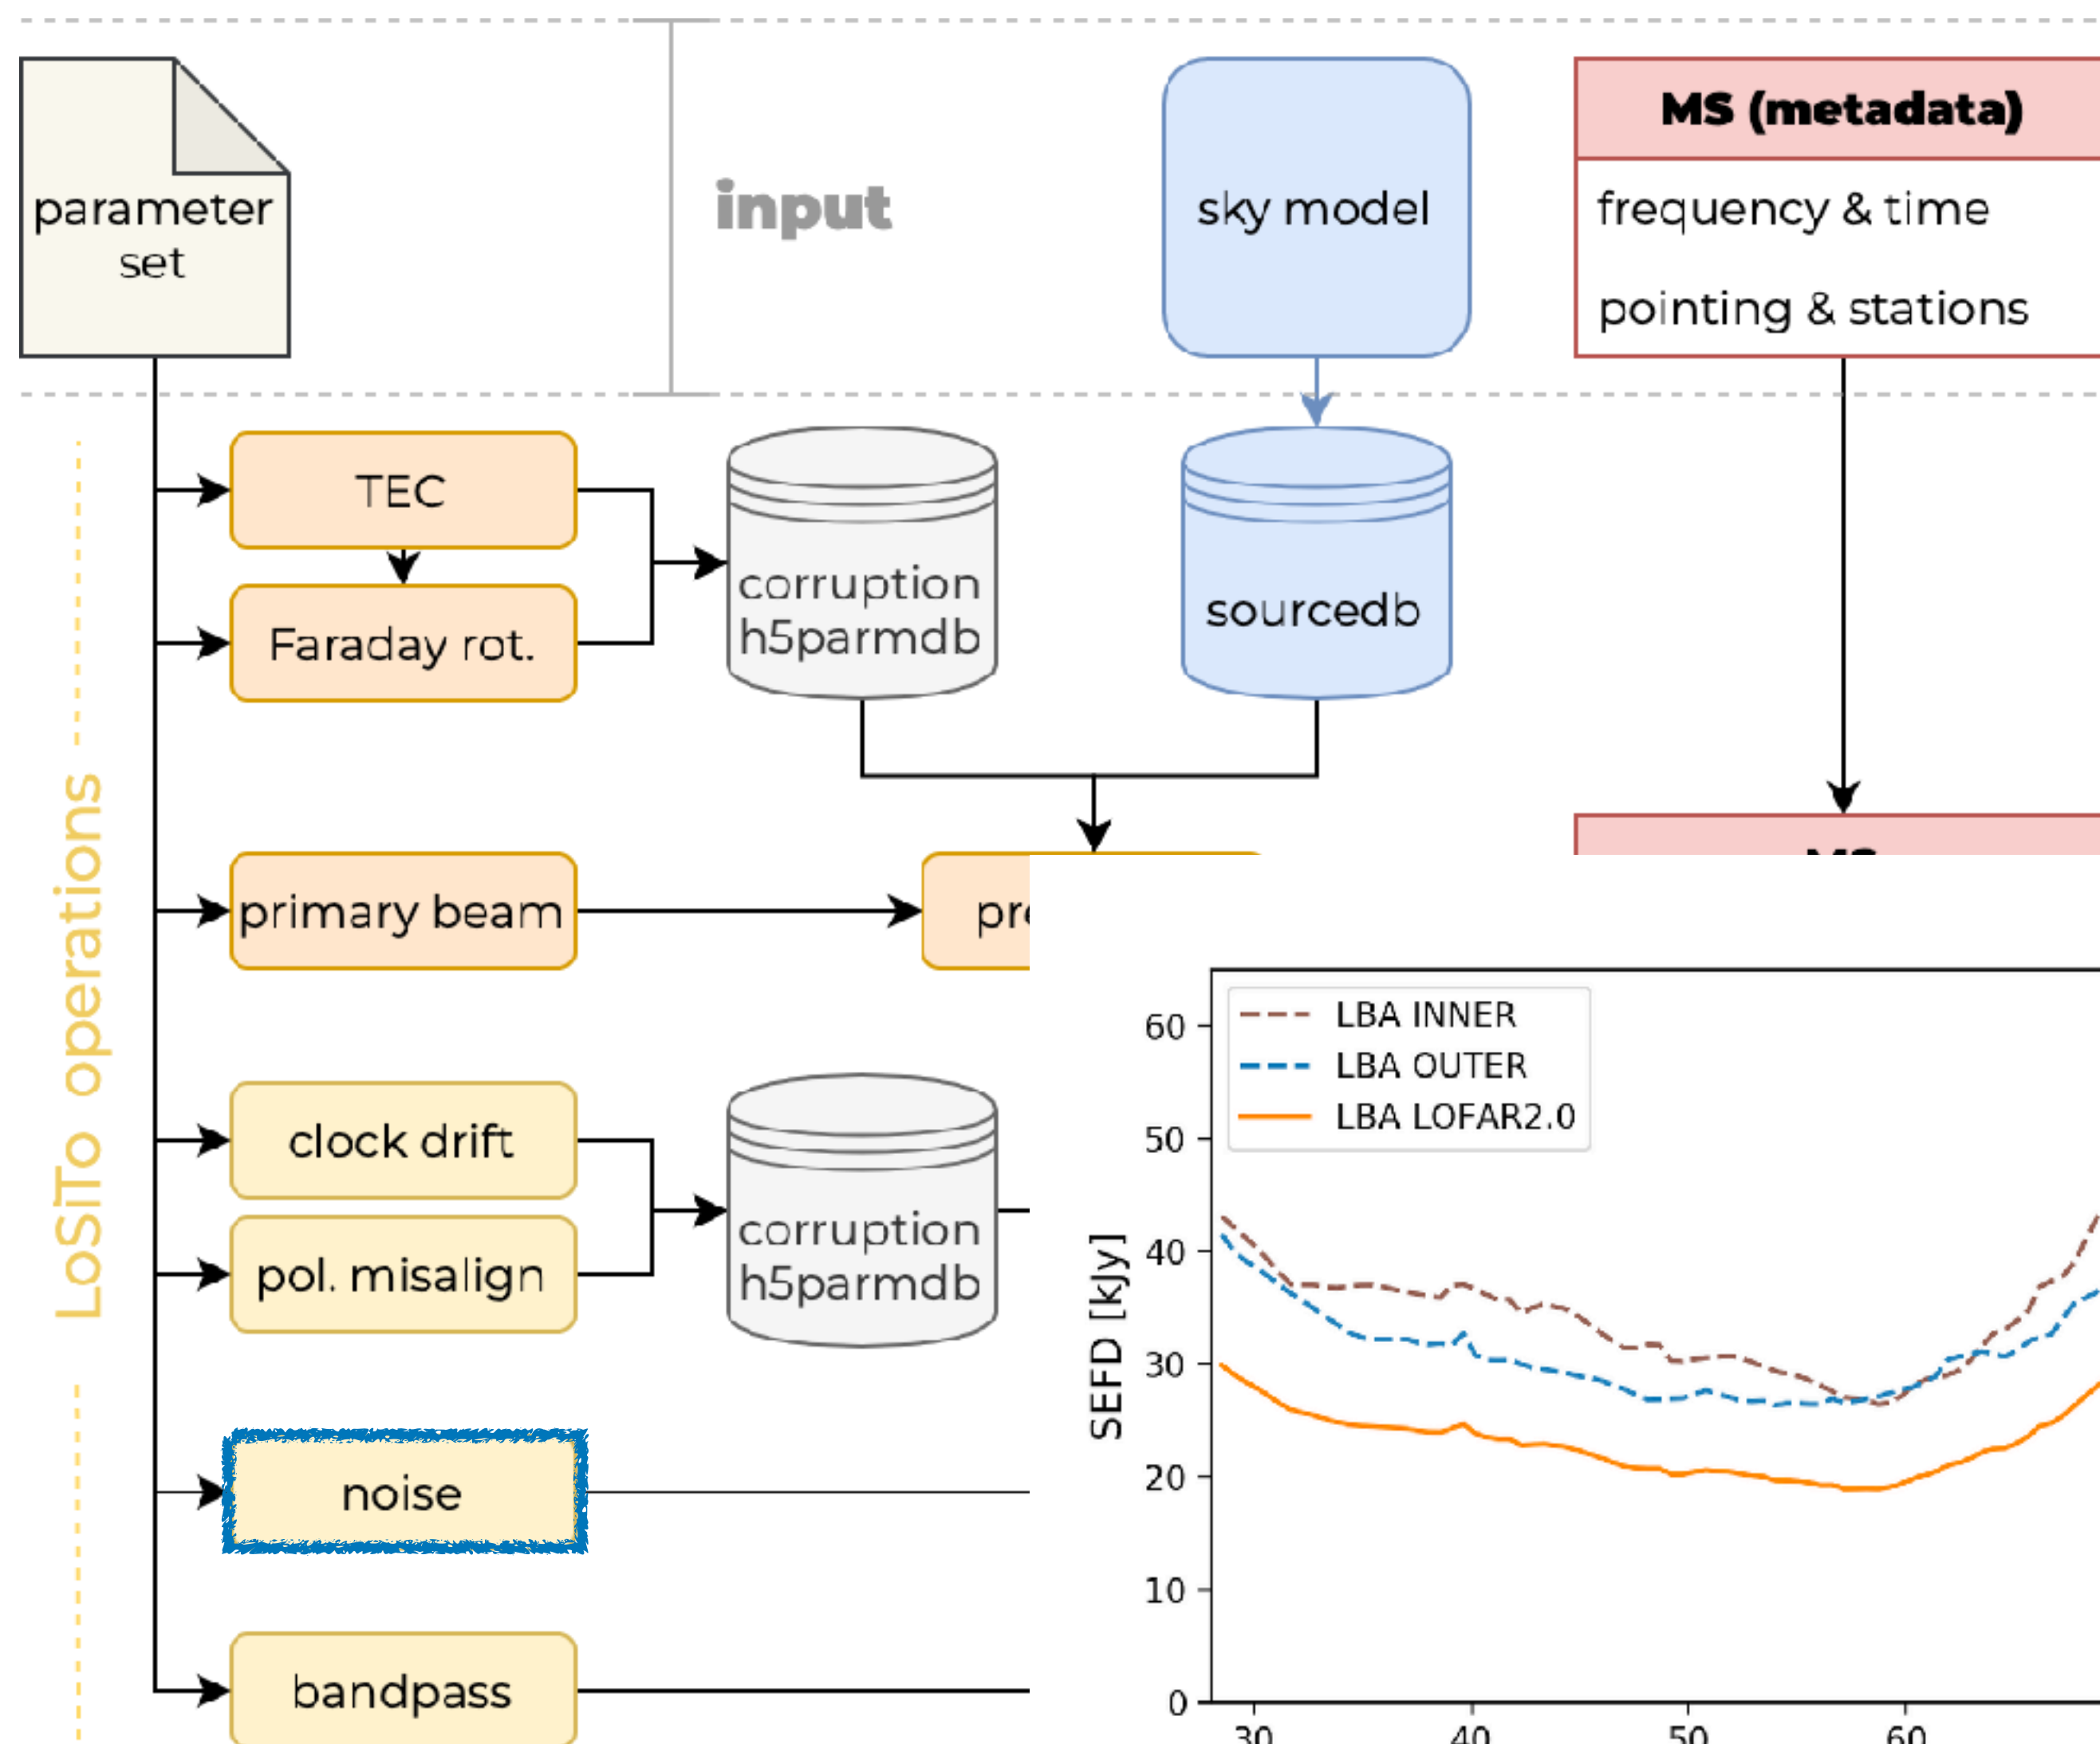 parameter
set
input
sky model
MS (metadata)
frequency & time
pointing & stations
LoSiTo operations
TEC
Faraday rot.
corruption
h5parmdb
sourcedb
primary beam
clock drift
pol. misalign
corruption
h5parmdb
noise
bandpass
LBA INNER
LBA OUTER
LBA LOFAR2.0
SEFD [kJy]
60
50
40
30
20
10
0
30
40
50
60